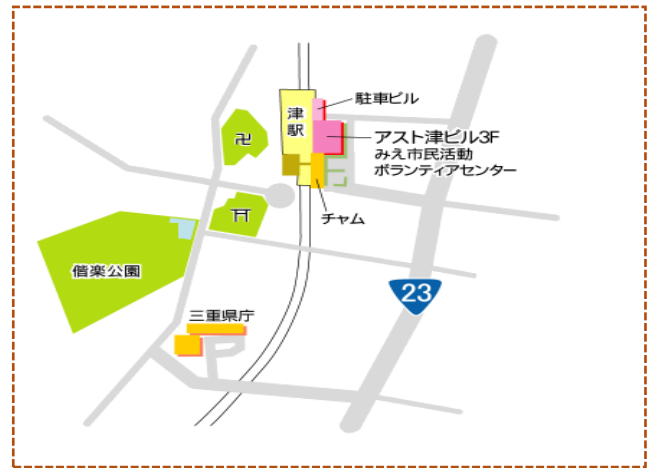 駐車ビル
津駅
アスト津ビル3F
みえ市民活動
ボランティアセンター
チャム
偕楽公園
23
三重県庁